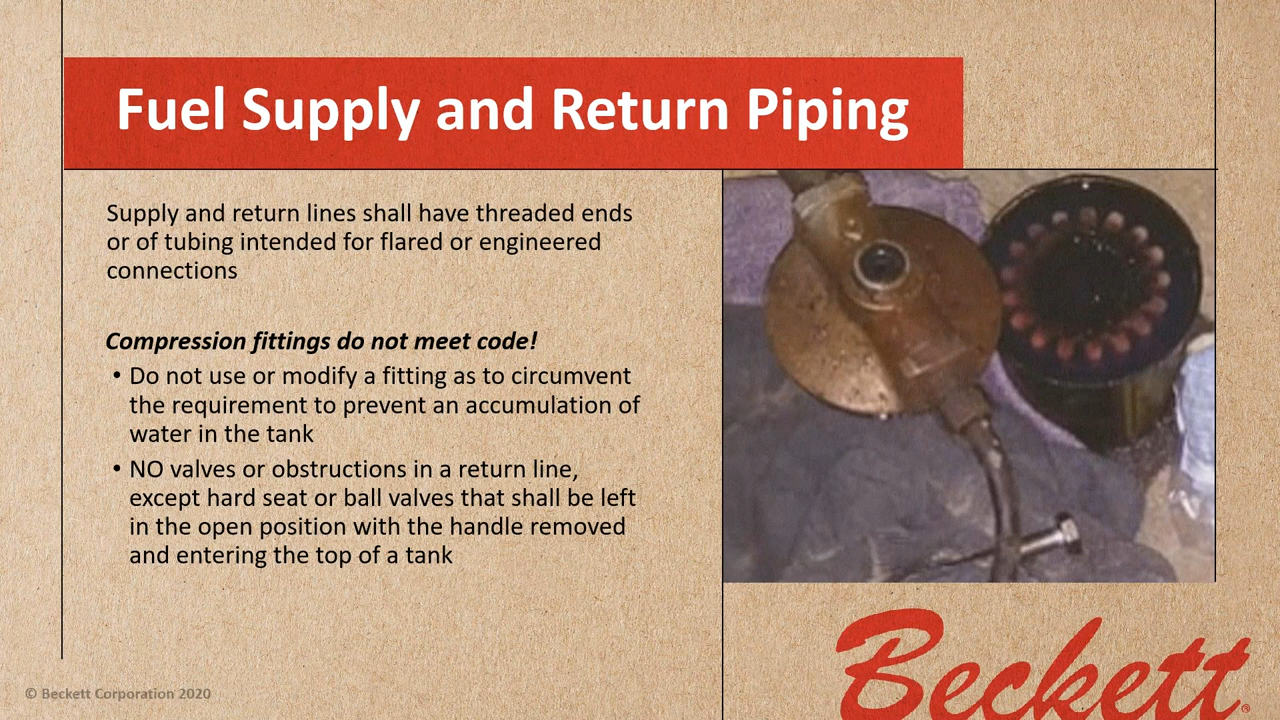 Fuel Supply and Return Piping
Supply and return lines shall have threaded ends
or of tubing intended for flared or engineered
connections
Compression fittings do not meet code!
• Do not use or modify a fitting as to circumvent
the requirement to prevent an accumulation of
water in the tank
• NO valves or obstructions in a return line,
except hard seat or ball valves that shall be left
in the open position with the handle removed
and entering the top of a tank
© Beckett Corporation 2020
Beckett®